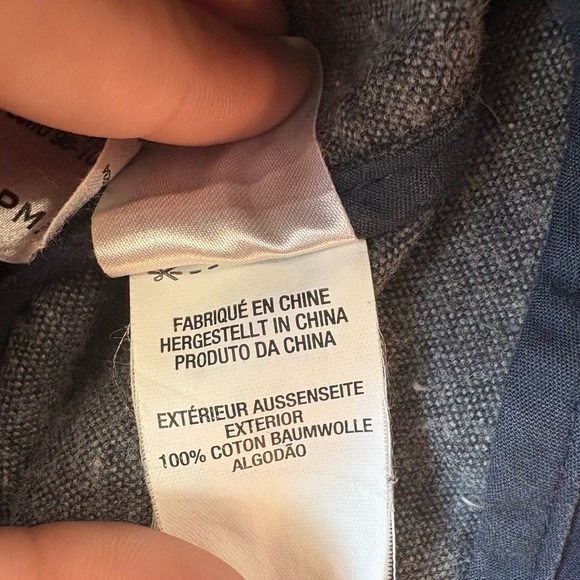 FABRIQUÉ EN CHINE
HERGESTELLT IN CHINA
PRODUTO DA CHINA
EXTÉRIEUR AUSSENSEITE
EXTERIOR
100% COTON BAUMWOLLE
ALGODÃO